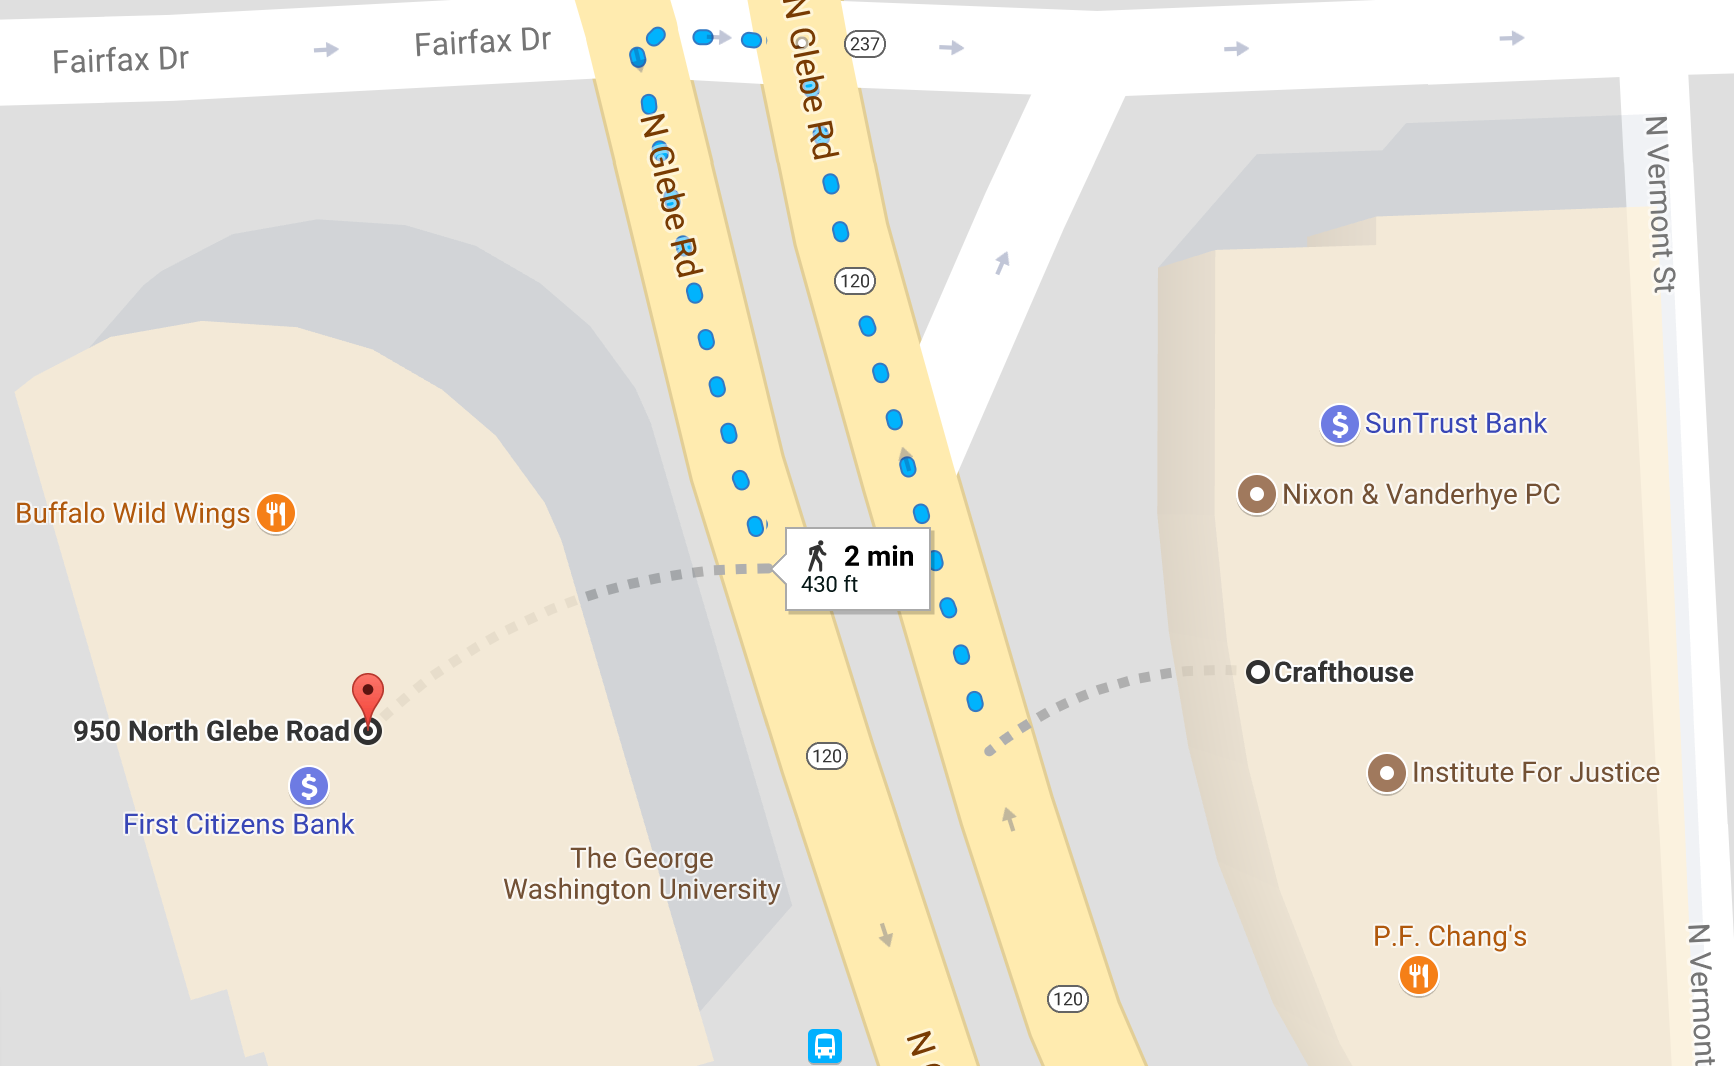 Fairfax Dr
Fairfax Dr
N Glebe Rd
237
N Glebe Rd
N Vermont St
120
SunTrust Bank
Nixon & Vanderhye PC
Buffalo Wild Wings
2 min
430 ft
Crafthouse
950 North Glebe Road
120
Institute For Justice
First Citizens Bank
The George
Washington University
P.F. Chang's
120
N Vermont
N